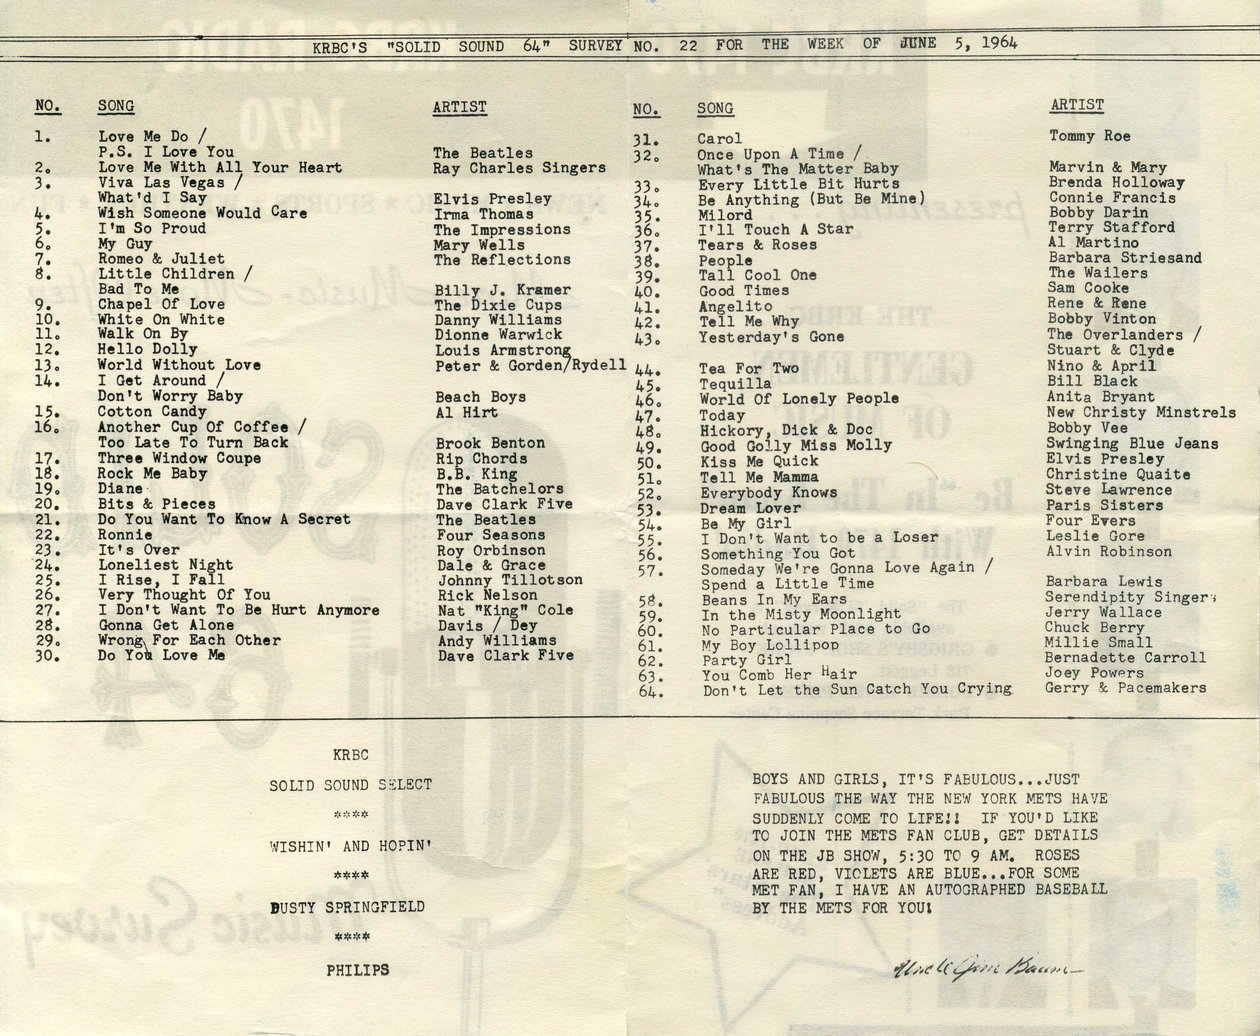 KRBC'S "SOLID SOUND 64" SURVEY NO. 22 FOR THE WEEK OF JUNE 5, 1964
NO. SONG ARTIST
1. Love Me Do /
P.S. I Love You The Beatles
2. Love Me With All Your Heart Ray Charles Singers
3. Viva Las Vegas /
What'd I Say Elvis Presley
4. Wish Someone Would Care Irma Thomas
5. I'm So Proud The Impressions
6. My Guy Mary Wells
7. Romeo & Juliet The Reflections
8. Little Children /
Bad To Me Billy J. Kramer
9. Chapel Of Love The Dixie Cups
10. White On White Danny Williams
11. Walk On By Dionne Warwick
12. Hello Dolly Louis Armstrong
13. World Without Love Peter & Gorden/Rydell
14. I Get Around /
Don't Worry Baby Beach Boys
15. Cotton Candy Al Hirt
16. Another Cup Of Coffee /
Too Late To Turn Back Brook Benton
17. Three Window Coupe Rip Chords
18. Rock Me Baby B.B. King
19. Diane The Batchelors
20. Bits & Pieces Dave Clark Five
21. Do You Want To Know A Secret The Beatles
22. Ronnie Four Seasons
23. It's Over Roy Orbinson
24. Loneliest Night Dale & Grace
25. I Rise, I Fall Johnny Tillotson
26. Very Thought Of You Rick Nelson
27. I Don't Want To Be Hurt Anymore Nat "King" Cole
28. Gonna Get Alone Davis / Dey
29. Wrong For Each Other Andy Williams
30. Do You Love Me Dave Clark Five
NO. SONG ARTIST
31. Carol Tommy Roe
32. Once Upon A Time /
What's The Matter Baby Marvin & Mary
33. Every Little Bit Hurts Brenda Holloway
34. Be Anything (But Be Mine) Connie Francis
35. Milord Bobby Darin
36. I'll Touch A Star Terry Stafford
37. Tears & Roses Al Martino
38. People Barbara Striesand
39. Tall Cool One The Wailers
40. Good Times Sam Cooke
41. Angelito Rene & Rene
42. Tell Me Why Bobby Vinton
43. Yesterday's Gone The Overlanders /
Stuart & Clyde
44. Tea For Two Nino & April
45. Tequilla Bill Black
46. World Of Lonely People Anita Bryant
47. Today New Christy Minstrels
48. Hickory, Dick & Doc Bobby Vee
49. Good Golly Miss Molly Swinging Blue Jeans
50. Kiss Me Quick Elvis Presley
51. Tell Me Mamma Christine Quaite
52. Everybody Knows Steve Lawrence
53. Dream Lover Paris Sisters
54. Be My Girl Four Evers
55. I Don't Want to be a Loser Leslie Gore
56. Something You Got Alvin Robinson
57. Someday We're Gonna Love Again /
Spend a Little Time Barbara Lewis
58. Beans In My Ears Serendipity Singers
59. In the Misty Moonlight Jerry Wallace
60. No Particular Place to Go Chuck Berry
61. My Boy Lollipop Millie Small
62. Party Girl Bernadette Carroll
63. You Comb Her Hair Joey Powers
64. Don't Let the Sun Catch You Crying Gerry & Pacemakers
KRBC
SOLID SOUND SELECT
****
WISHIN' AND HOPIN'
****
DUSTY SPRINGFIELD
****
PHILIPS
BOYS AND GIRLS, IT'S FABULOUS...JUST
FABULOUS THE WAY THE NEW YORK METS HAVE
SUDDENLY COME TO LIFE!! IF YOU'D LIKE
TO JOIN THE METS FAN CLUB, GET DETAILS
ON THE JB SHOW, 5:30 TO 9 AM. ROSES
ARE RED, VIOLETS ARE BLUE...FOR SOME
MET FAN, I HAVE AN AUTOGRAPHED BASEBALL
BY THE METS FOR YOU!
Uncle Jim Baum